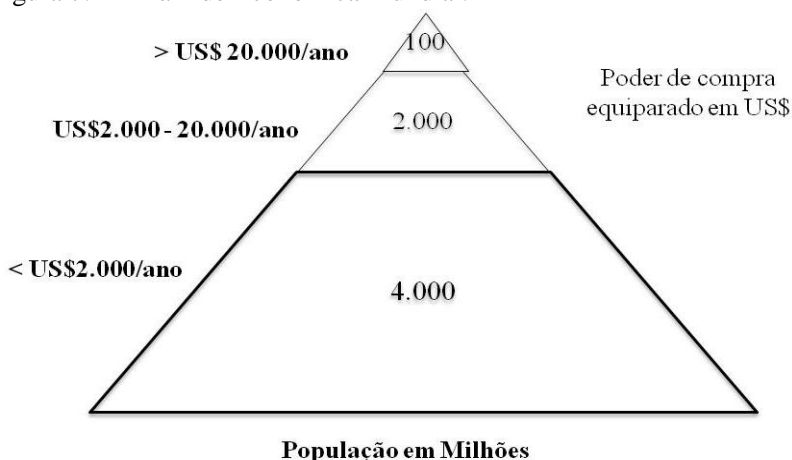 > US$ 20.000/ano
100
Poder de compra
equiparado em US$
US$2.000 - 20.000/ano
2.000
< US$2.000/ano
4.000
População em Milhões